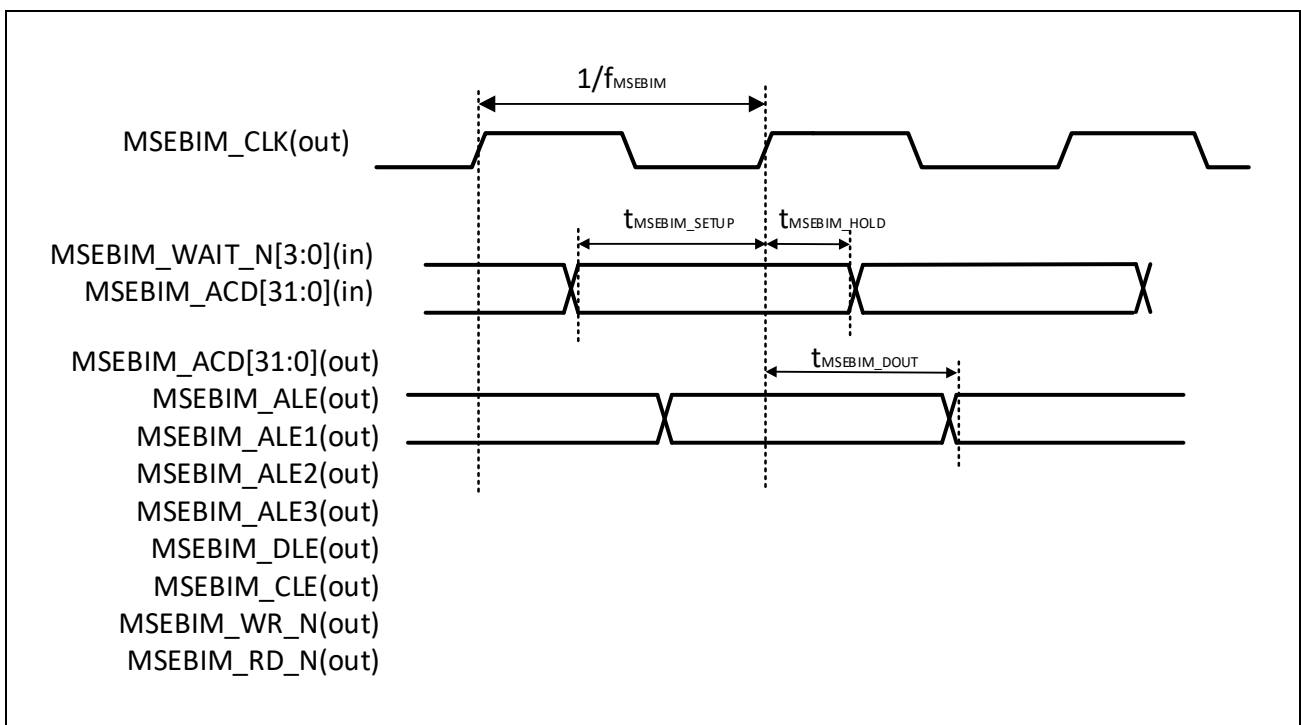 1/fMSEBIM
MSEBIM_CLK(out)
tMSEBIM_SETUP tMSEBIM_HOLD
MSEBIM_WAIT_N[3:0](in)
MSEBIM_ACD[31:0](in)
MSEBIM_ACD[31:0](out)
tMSEBIM_DOUT
MSEBIM_ALE(out)
MSEBIM_ALE1(out)
MSEBIM_ALE2(out)
MSEBIM_ALE3(out)
MSEBIM_DLE(out)
MSEBIM_CLE(out)
MSEBIM_WR_N(out)
MSEBIM_RD_N(out)